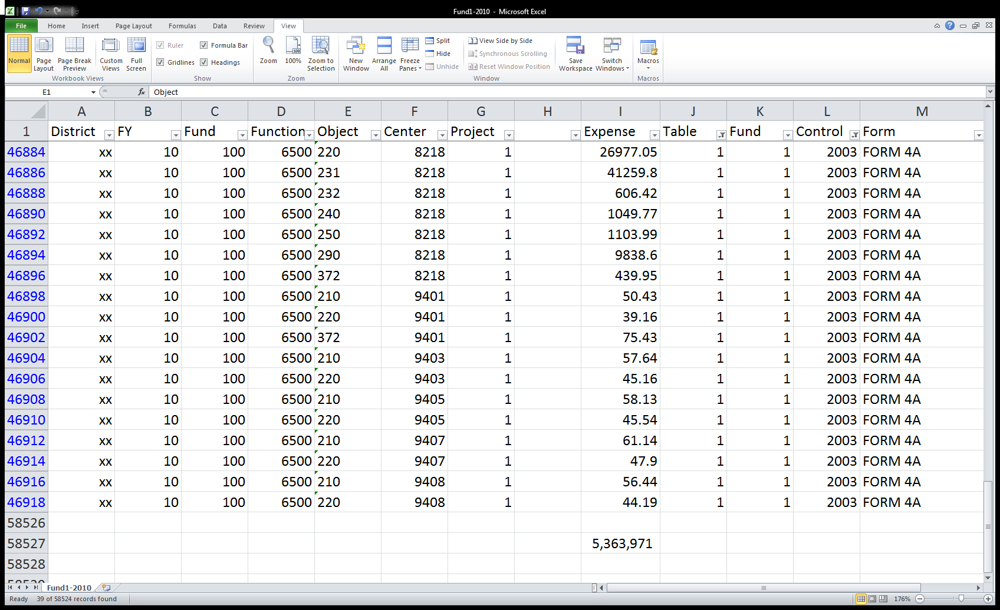 Fund1-2010 - Microsoft Excel
File Home Insert Page Layout Formulas Data Review View
Normal Page Layout Page Break Preview Custom Views Full Screen
Workbook Views
Ruler Formula Bar
Gridlines Headings
Show
Zoom 100% Zoom to Selection
Zoom
New Window Arrange All Freeze Panes
Split
Hide
Unhide
View Side by Side
Synchronous Scrolling
Reset Window Position
Window
Save Workspace Switch Windows
Macros
Macros
E1 fx Object
A B C D E F G H I J K L M
1 District FY Fund Function Object Center Project Expense Table Fund Control Form
46884 xx 10 100 6500 220 8218 1 26977.05 1 1 2003 FORM 4A
46886 xx 10 100 6500 231 8218 1 41259.8 1 1 2003 FORM 4A
46888 xx 10 100 6500 232 8218 1 606.42 1 1 2003 FORM 4A
46890 xx 10 100 6500 240 8218 1 1049.77 1 1 2003 FORM 4A
46892 xx 10 100 6500 250 8218 1 1103.99 1 1 2003 FORM 4A
46894 xx 10 100 6500 290 8218 1 9838.6 1 1 2003 FORM 4A
46896 xx 10 100 6500 372 8218 1 439.95 1 1 2003 FORM 4A
46898 xx 10 100 6500 210 9401 1 50.43 1 1 2003 FORM 4A
46900 xx 10 100 6500 220 9401 1 39.16 1 1 2003 FORM 4A
46902 xx 10 100 6500 372 9401 1 75.43 1 1 2003 FORM 4A
46904 xx 10 100 6500 210 9403 1 57.64 1 1 2003 FORM 4A
46906 xx 10 100 6500 220 9403 1 45.16 1 1 2003 FORM 4A
46908 xx 10 100 6500 210 9405 1 58.13 1 1 2003 FORM 4A
46910 xx 10 100 6500 220 9405 1 45.54 1 1 2003 FORM 4A
46912 xx 10 100 6500 210 9407 1 61.14 1 1 2003 FORM 4A
46914 xx 10 100 6500 220 9407 1 47.9 1 1 2003 FORM 4A
46916 xx 10 100 6500 210 9408 1 56.44 1 1 2003 FORM 4A
46918 xx 10 100 6500 220 9408 1 44.19 1 1 2003 FORM 4A
58526
58527 5,363,971
58528
Fund1-2010
Ready 39 of 58524 records found 176%